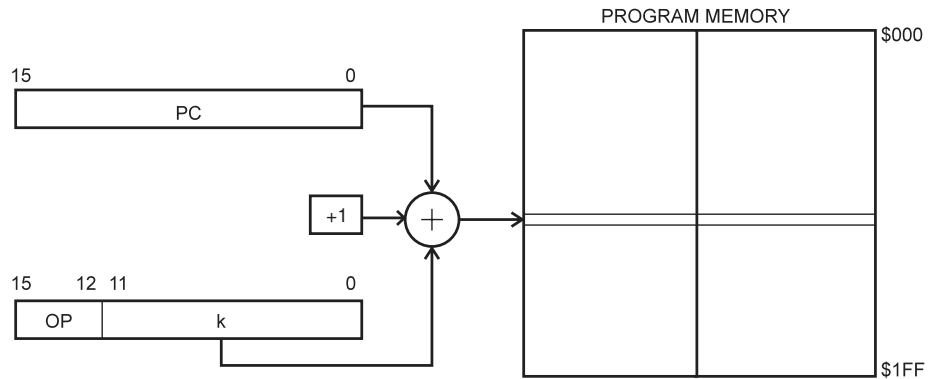 PROGRAM MEMORY
$000
15 0
PC
+1
15 12 11 0
OP k
$1FF